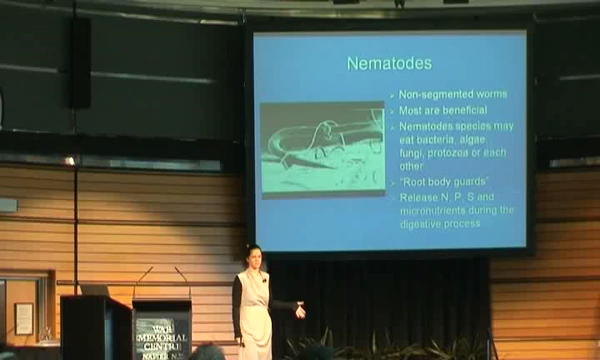 Nematodes
Non-segmented worms
Most are beneficial
Nematodes species may
eat bacteria, algae,
fungi, protozoa or each
other
"Root body guards"
Release N, P, S and
micronutrients during the
digestive process
WAR
MEMORIAL
CENTRE
NAPIER N.Z